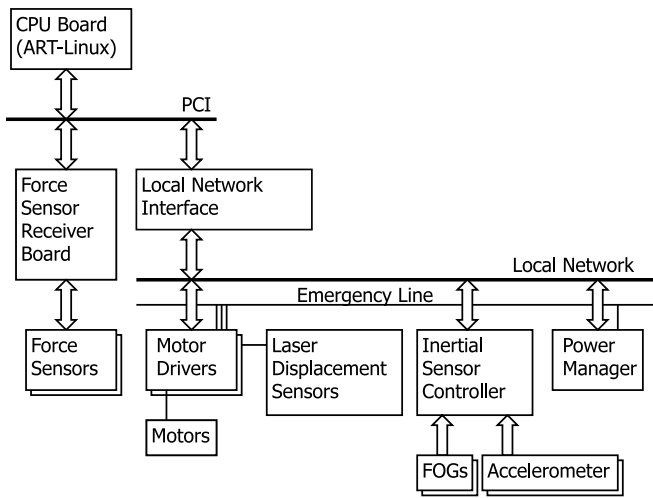 CPU Board
(ART-Linux)
PCI
Force
Sensor
Receiver
Board
Local Network
Interface
Local Network
Emergency Line
Force
Sensors
Motor
Drivers
Laser
Displacement
Sensors
Inertial
Sensor
Controller
Power
Manager
Motors
FOGs
Accelerometer